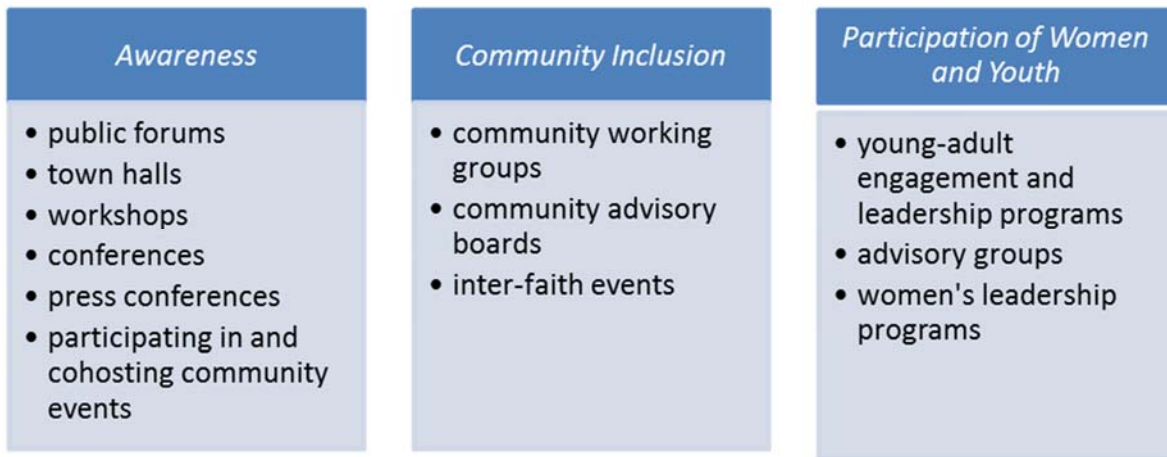 Awareness
• public forums
• town halls
• workshops
• conferences
• press conferences
• participating in and
cohosting community
events
Community Inclusion
• community working
groups
• community advisory
boards
• inter-faith events
Participation of Women
and Youth
• young-adult
engagement and
leadership programs
• advisory groups
• women's leadership
programs